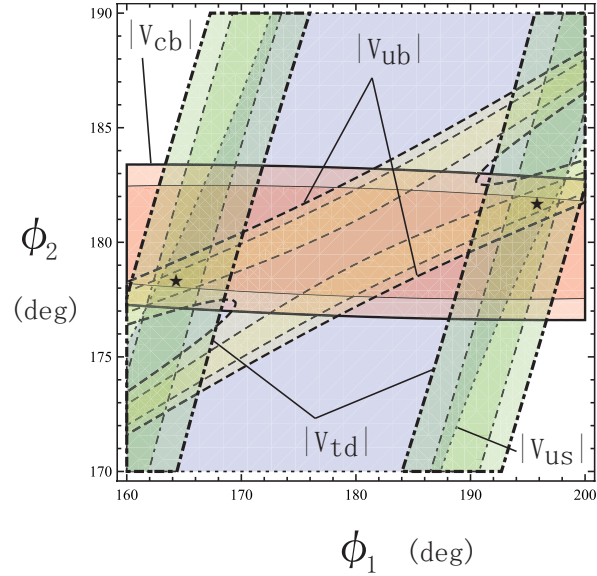 190
|V_cb|
|V_ub|
185
180
ϕ_2
(deg)
175
|V_td|
|V_us|
170
160
170
180
190
200
ϕ_1 (deg)